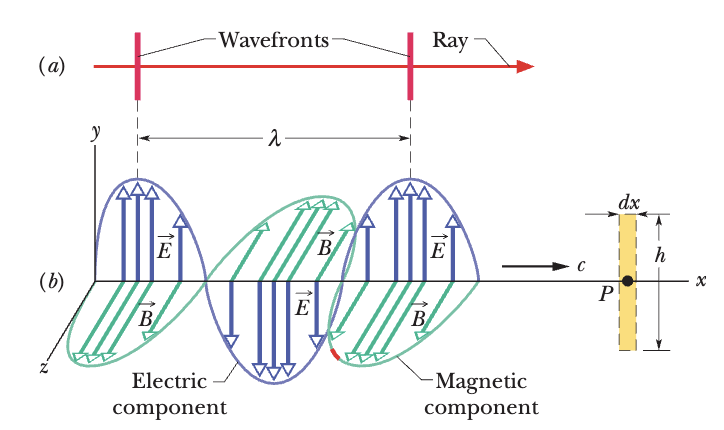 (a)
Wavefronts
Ray
λ
y
dx
E
B
E
h
c
(b)
B
E
B
P
x
z
Electric
component
Magnetic
component